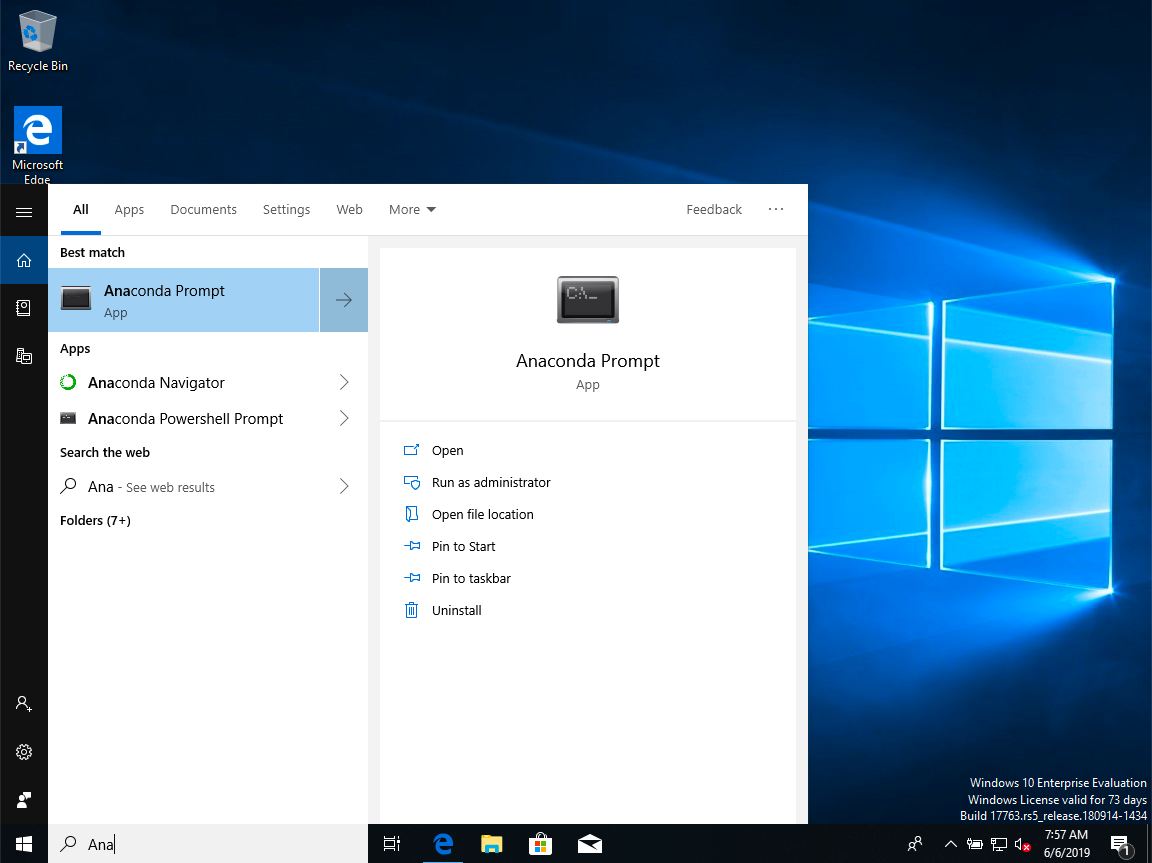 Recycle Bin
Microsoft
Edge
All Apps Documents Settings Web More Feedback ...
Best match
Anaconda Prompt
App
Apps
Anaconda Navigator
Anaconda Powershell Prompt
Search the web
Ana - See web results
Folders (7+)
C:\_
Anaconda Prompt
App
Open
Run as administrator
Open file location
Pin to Start
Pin to taskbar
Uninstall
Windows 10 Enterprise Evaluation
Windows License valid for 73 days
Build 17763.rs5_release.180914-1434
Ana
7:57 AM
6/6/2019
1